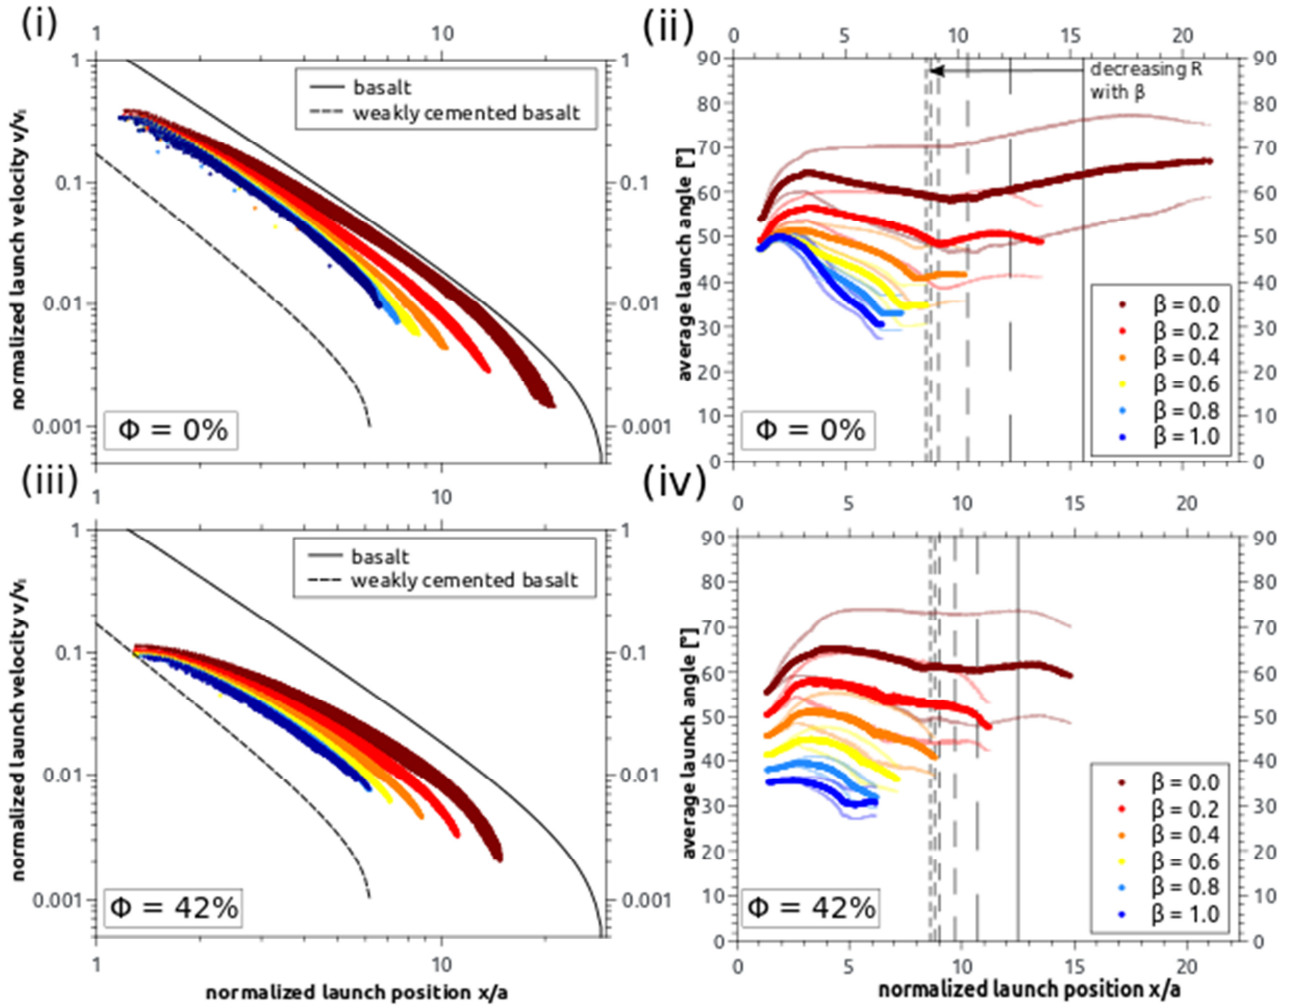 (i)
1 10
1
0.1
0.01
0.001
1
0.1
0.01
0.001
normalized launch velocity v/vᵢ
basalt
weakly cemented basalt
Φ = 0%
(ii)
0 5 10 15 20
90
80
70
60
50
40
30
20
10
0
90
80
70
60
50
40
30
20
10
0
average launch angle [°]
decreasing R
with β
β = 0.0
β = 0.2
β = 0.4
β = 0.6
β = 0.8
β = 1.0
Φ = 0%
(iii)
1 10
1
0.1
0.01
0.001
1
0.1
0.01
0.001
normalized launch velocity v/vᵢ
basalt
weakly cemented basalt
Φ = 42%
1 10
normalized launch position x/a
(iv)
0 5 10 15 20
90
80
70
60
50
40
30
20
10
0
90
80
70
60
50
40
30
20
10
0
average launch angle [°]
β = 0.0
β = 0.2
β = 0.4
β = 0.6
β = 0.8
β = 1.0
Φ = 42%
0 5 10 15 20
normalized launch position x/a